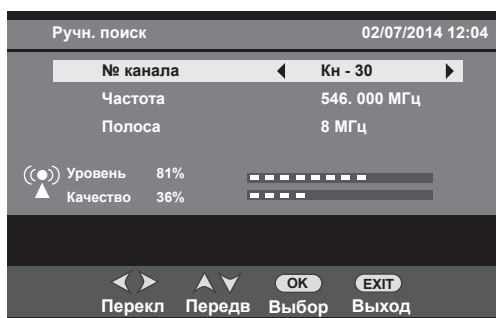 Ручн. поиск 02/07/2014 12:04
№ канала Кн - 30
Частота 546. 000 МГц
Полоса 8 МГц
Уровень 81%
Качество 36%
OK EXIT
Перекл Передв Выбор Выход